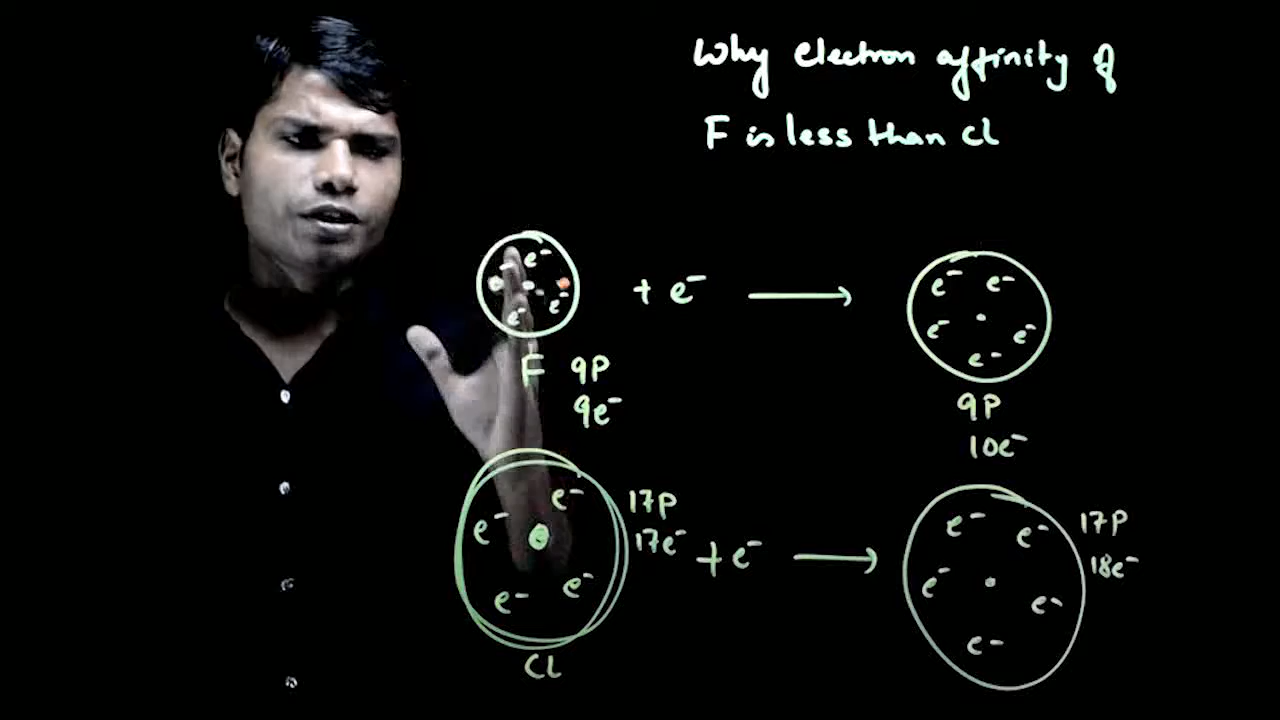 Why electron affinity of
F is less than Cl
e⁻
e⁻
e⁻
+ e⁻ →
e⁻ e⁻
e⁻ e⁻
e⁻
F 9P
9e⁻
9P
10e⁻
e⁻
e⁻
e⁻ e⁻
17P
17e⁻
+ e⁻ →
e⁻ e⁻
e⁻ e⁻
e⁻
17P
18e⁻
Cl